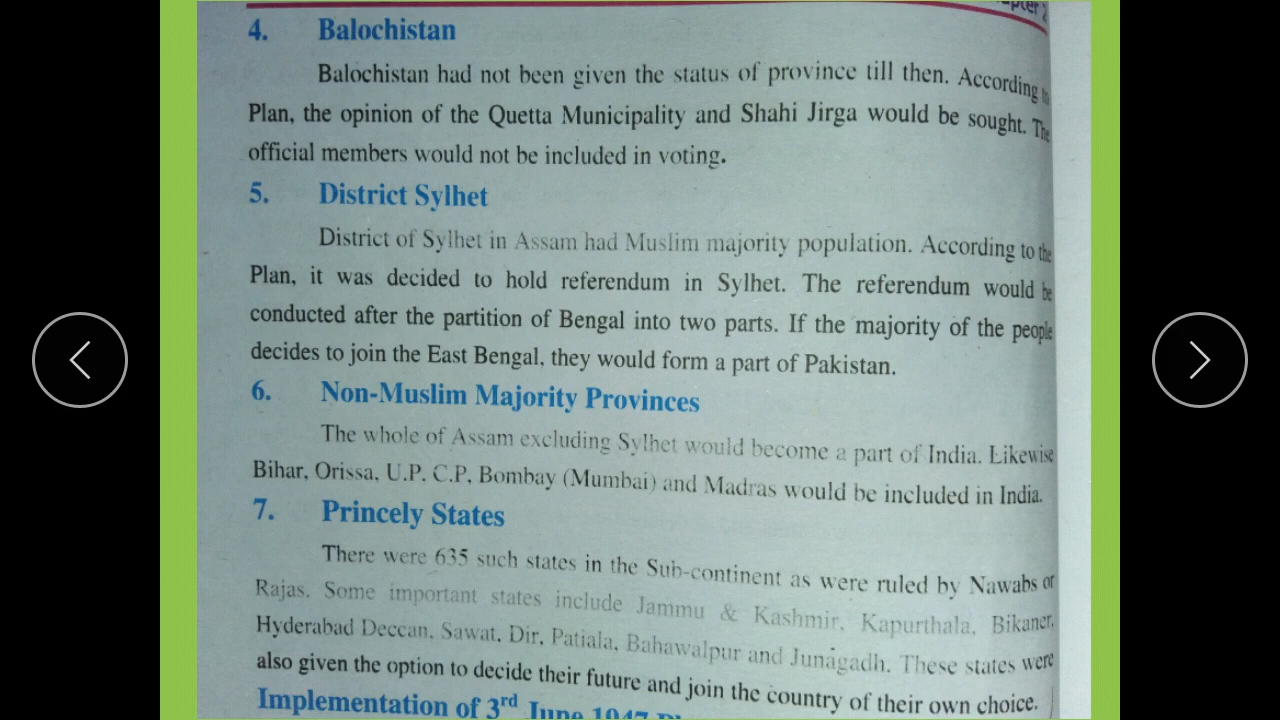 4. Balochistan
Balochistan had not been given the status of province till then. According to
Plan, the opinion of the Quetta Municipality and Shahi Jirga would be sought. The
official members would not be included in voting.
5. District Sylhet
District of Sylhet in Assam had Muslim majority population. According to the
Plan, it was decided to hold referendum in Sylhet. The referendum would be
conducted after the partition of Bengal into two parts. If the majority of the people
decides to join the East Bengal, they would form a part of Pakistan.
6. Non-Muslim Majority Provinces
The whole of Assam excluding Sylhet would become a part of India. Likewise
Bihar, Orissa, U.P. C.P, Bombay (Mumbai) and Madras would be included in India.
7. Princely States
There were 635 such states in the Sub-continent as were ruled by Nawabs or
Rajas. Some important states include Jammu & Kashmir, Kapurthala, Bikaner,
Hyderabad Deccan, Sawat, Dir, Patiala, Bahawalpur and Junagadh. These states were
also given the option to decide their future and join the country of their own choice.
Implementation of 3rd June 1947